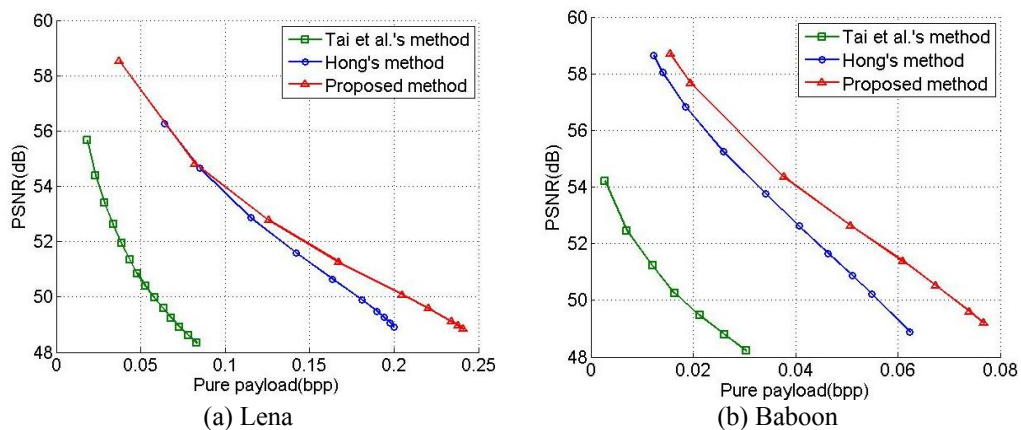 60
58
56
54
52
50
48
PSNR(dB)
0
0.05
0.1
0.15
0.2
0.25
Pure payload(bpp)
Tai et al.'s method
Hong's method
Proposed method
(a) Lena
60
58
56
54
52
50
48
PSNR(dB)
0
0.02
0.04
0.06
0.08
Pure payload(bpp)
Tai et al.'s method
Hong's method
Proposed method
(b) Baboon